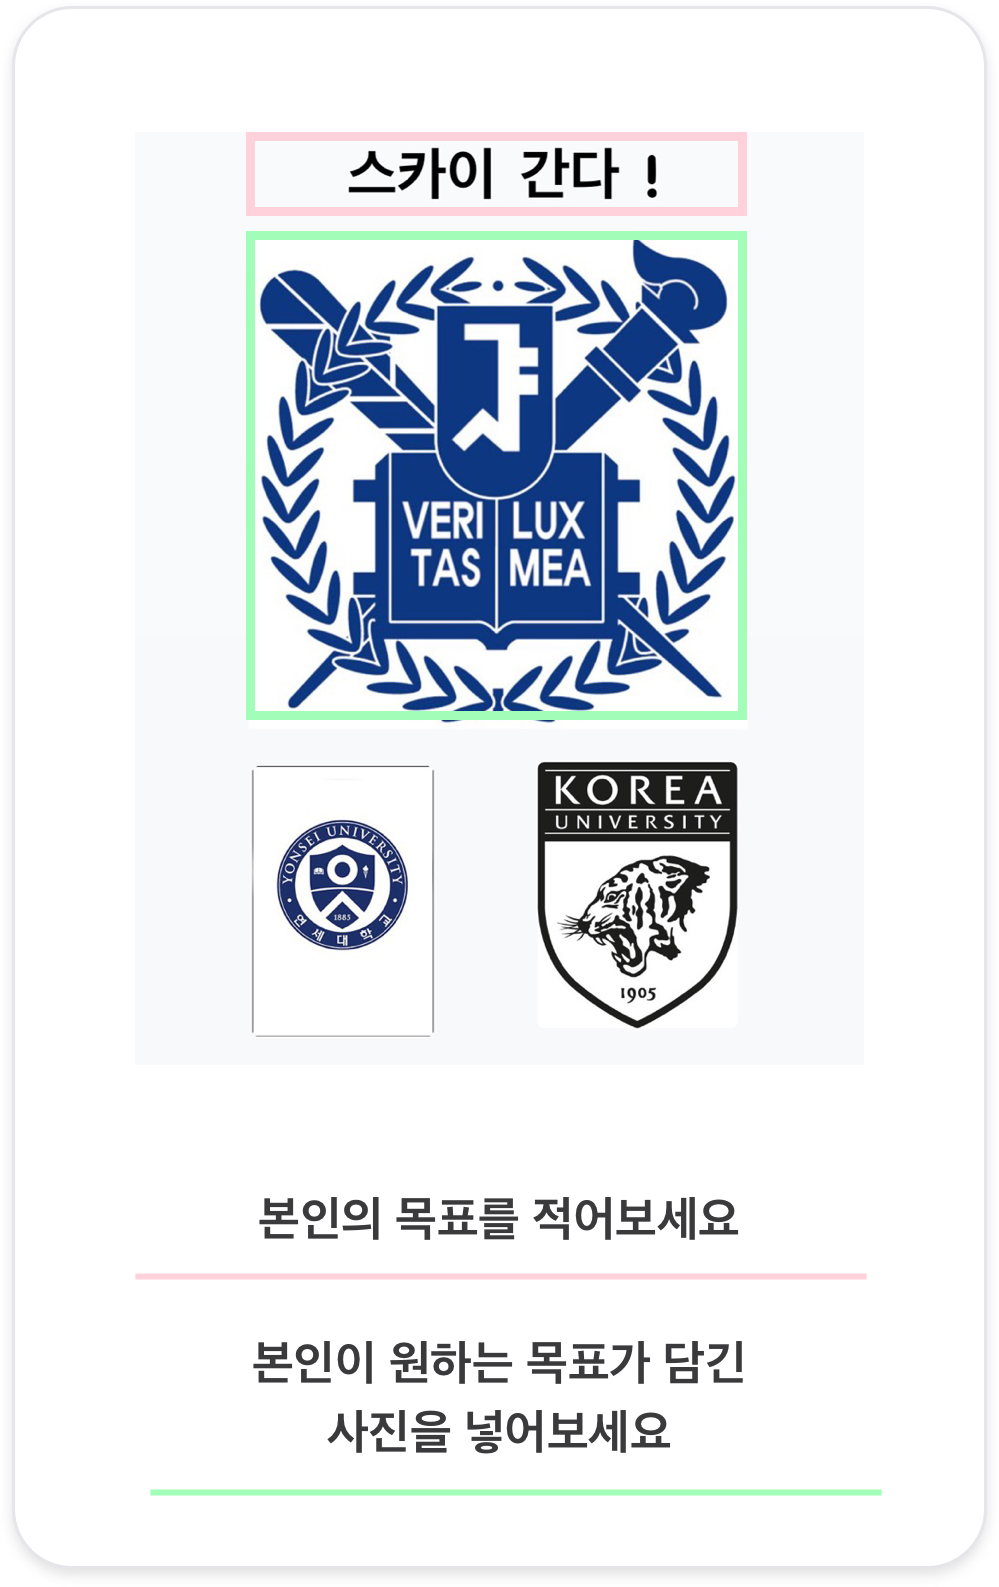 스카이 간다 !
VERI LUX
TAS MEA
YONSEI UNIVERSITY
1885
연세대학교
KOREA
UNIVERSITY
1905
본인의 목표를 적어보세요
본인이 원하는 목표가 담긴
사진을 넣어보세요